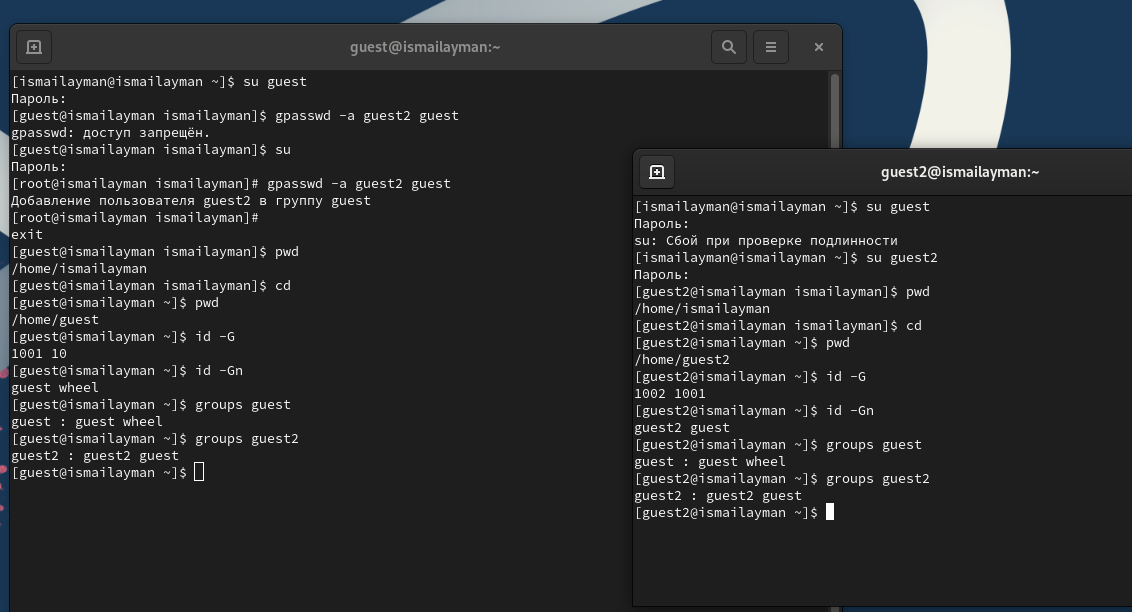 guest@ismailayman:~
[ismailayman@ismailayman ~]$ su guest
Пароль:
[guest@ismailayman ismailayman]$ gpasswd -a guest2 guest
gpasswd: доступ запрещён.
[guest@ismailayman ismailayman]$ su
Пароль:
[root@ismailayman ismailayman]# gpasswd -a guest2 guest
Добавление пользователя guest2 в группу guest
[root@ismailayman ismailayman]#
exit
[guest@ismailayman ismailayman]$ pwd
/home/ismailayman
[guest@ismailayman ismailayman]$ cd
[guest@ismailayman ~]$ pwd
/home/guest
[guest@ismailayman ~]$ id -G
1001 10
[guest@ismailayman ~]$ id -Gn
guest wheel
[guest@ismailayman ~]$ groups guest
guest : guest wheel
[guest@ismailayman ~]$ groups guest2
guest2 : guest2 guest
[guest@ismailayman ~]$
guest2@ismailayman:~
[ismailayman@ismailayman ~]$ su guest
Пароль:
su: Сбой при проверке подлинности
[ismailayman@ismailayman ~]$ su guest2
Пароль:
[guest2@ismailayman ismailayman]$ pwd
/home/ismailayman
[guest2@ismailayman ismailayman]$ cd
[guest2@ismailayman ~]$ pwd
/home/guest2
[guest2@ismailayman ~]$ id -G
1002 1001
[guest2@ismailayman ~]$ id -Gn
guest2 guest
[guest2@ismailayman ~]$ groups guest
guest : guest wheel
[guest2@ismailayman ~]$ groups guest2
guest2 : guest2 guest
[guest2@ismailayman ~]$